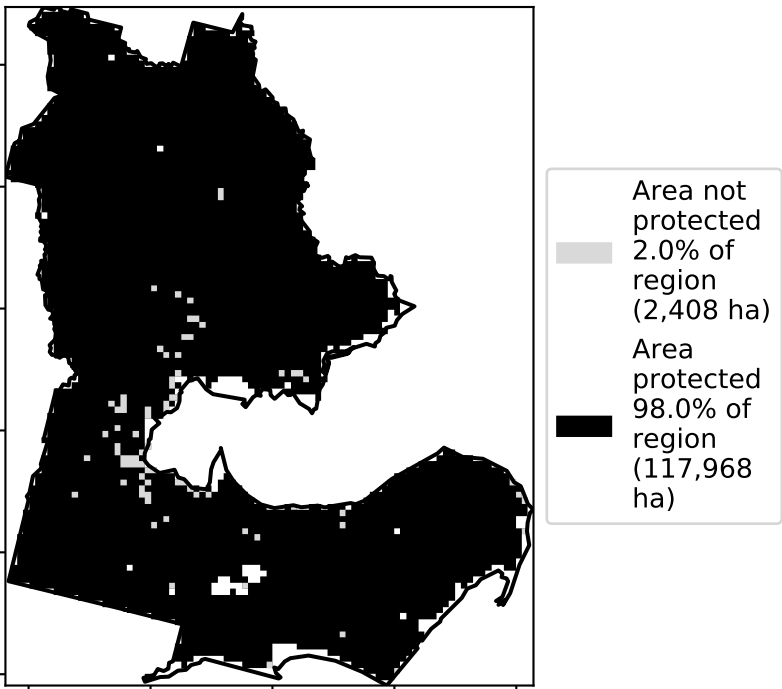 Area not
protected
2.0% of
region
(2,408 ha)
Area
protected
98.0% of
region
(117,968
ha)